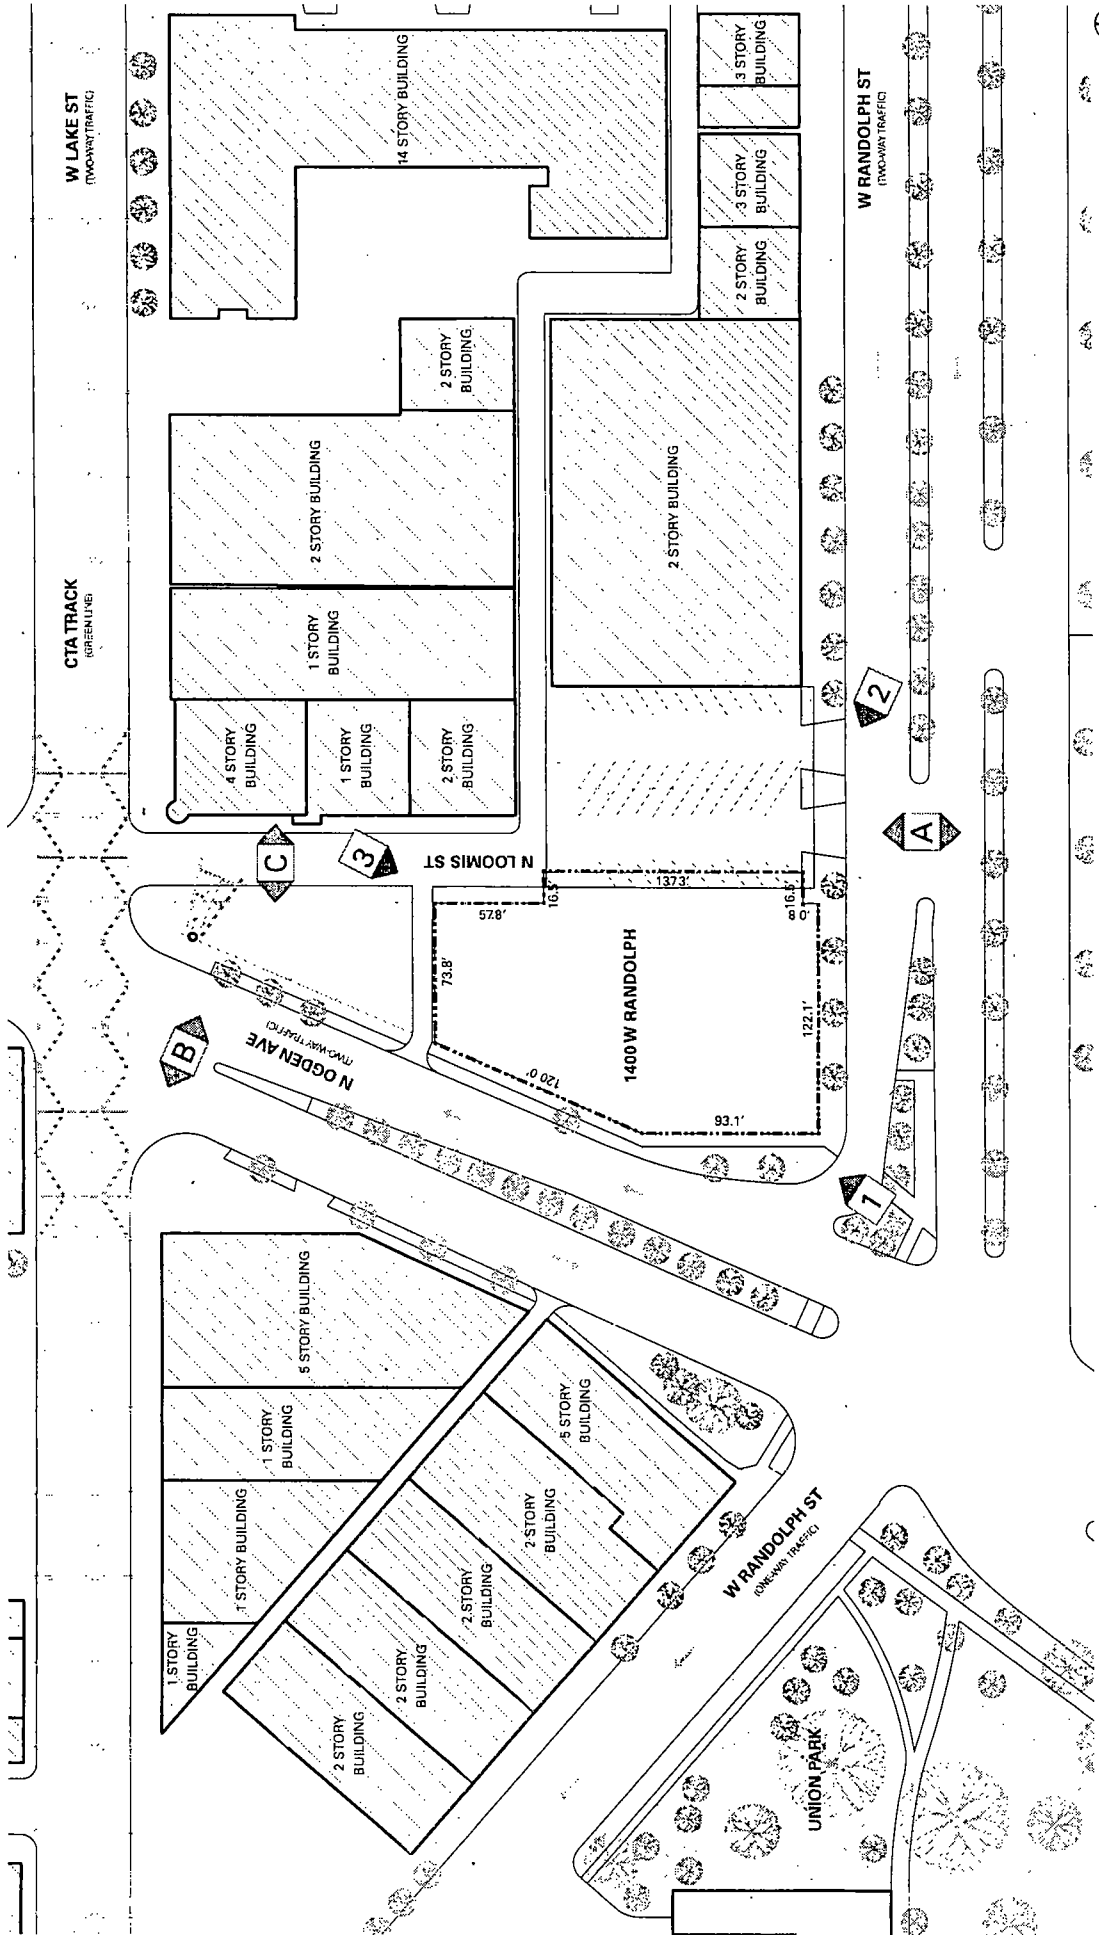 W LAKE ST
(TWO-WAY TRAFFIC)
CTA TRACK
(GREEN LINE)
14 STORY BUILDING
3 STORY
BUILDING
3 STORY
BUILDING
2 STORY
BUILDING
W RANDOLPH ST
(TWO-WAY TRAFFIC)
2 STORY
BUILDING
2 STORY BUILDING
2 STORY BUILDING
1 STORY
BUILDING
4 STORY
BUILDING
1 STORY
BUILDING
2 STORY
BUILDING
2
A
C
3
N LOOMIS ST
B
N OGDEN AVE
(TWO-WAY TRAFFIC)
57.8'
16.5'
137.3'
16.5'
8.0'
73.8'
1400 W RANDOLPH
120.0'
122.1'
93.1'
1
5 STORY BUILDING
1 STORY
BUILDING
1 STORY BUILDING
1 STORY
BUILDING
5 STORY
BUILDING
2 STORY
BUILDING
2 STORY
BUILDING
2 STORY
BUILDING
2 STORY
BUILDING
W RANDOLPH ST
(ONE-WAY TRAFFIC)
UNION PARK